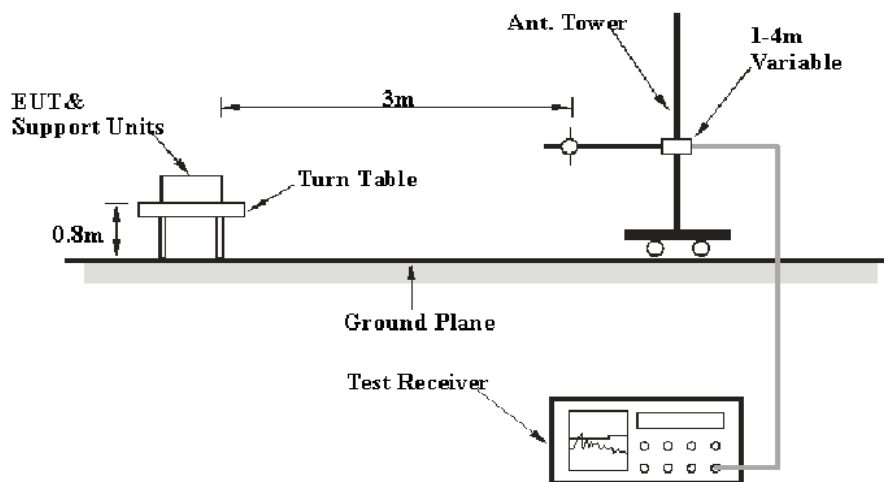 Ant. Tower
1-4m
Variable
3m
EUT &
Support Units
Turn Table
0.8m
Ground Plane
Test Receiver